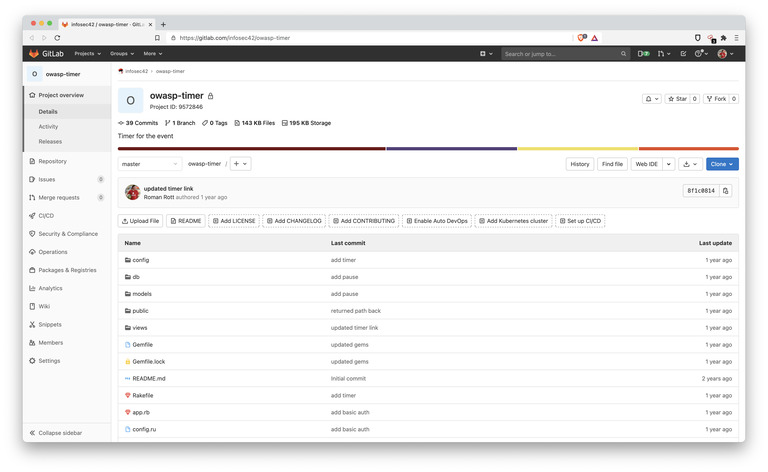 infosec42 / owasp-timer · GitL
https://gitlab.com/infosec42/owasp-timer
GitLab Projects Groups More Search or jump to...
O owasp-timer
Project overview
Details
Activity
Releases
Repository
Issues 0
Merge requests 0
CI/CD
Security & Compliance
Operations
Packages & Registries
Analytics
Wiki
Snippets
Members
Settings
Collapse sidebar
infosec42 › owasp-timer
O
owasp-timer
Project ID: 9572846
Star 0 Fork 0
39 Commits 1 Branch 0 Tags 143 KB Files 195 KB Storage
Timer for the event
master owasp-timer / + History Find file Web IDE Clone
updated timer link
Roman Rott authored 1 year ago
8f1c0814
Upload File README Add LICENSE Add CHANGELOG Add CONTRIBUTING Enable Auto DevOps Add Kubernetes cluster Set up CI/CD
Name Last commit Last update
config add timer 1 year ago
db add pause 1 year ago
models add pause 1 year ago
public returned path back 1 year ago
views updated timer link 1 year ago
Gemfile updated gems 1 year ago
Gemfile.lock updated gems 1 year ago
README.md Initial commit 2 years ago
Rakefile add timer 1 year ago
app.rb add basic auth 1 year ago
config.ru add basic auth 1 year ago